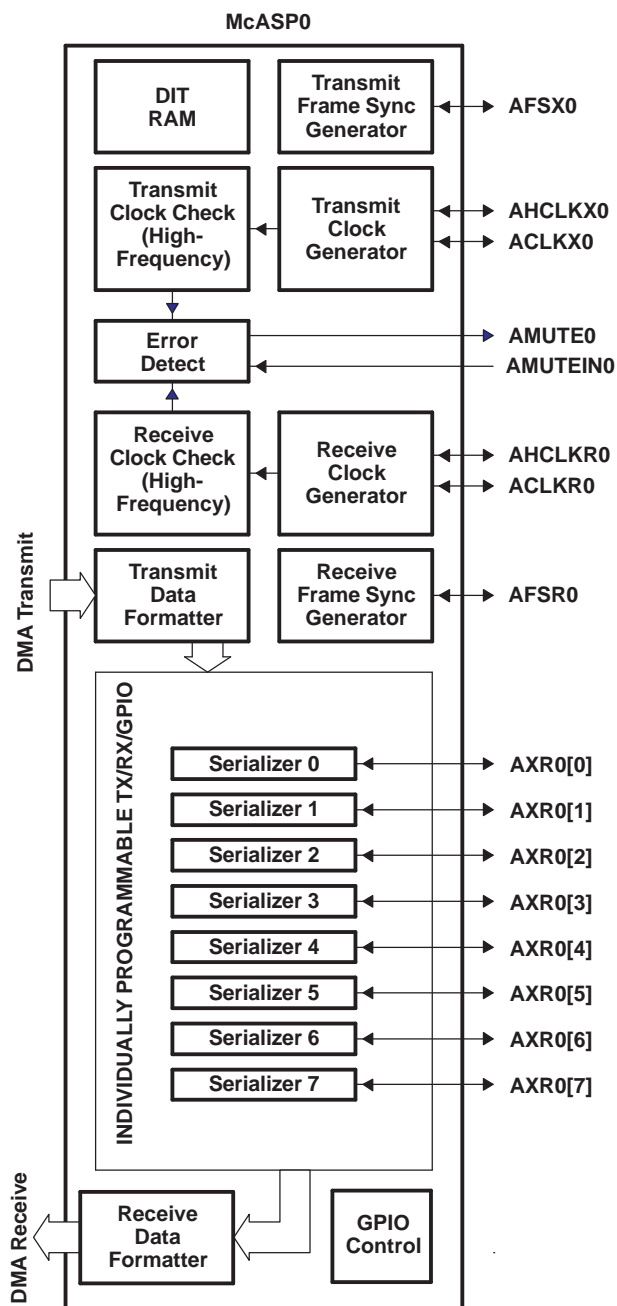 McASP0
DIT
RAM
Transmit
Frame Sync
Generator
AFSX0
Transmit
Clock Check
(High-
Frequency)
Transmit
Clock
Generator
AHCLKX0
ACLKX0
Error
Detect
AMUTE0
AMUTEIN0
Receive
Clock Check
(High-
Frequency)
Receive
Clock
Generator
AHCLKR0
ACLKR0
DMA Transmit
Transmit
Data
Formatter
Receive
Frame Sync
Generator
AFSR0
INDIVIDUALLY PROGRAMMABLE TX/RX/GPIO
Serializer 0
AXR0[0]
Serializer 1
AXR0[1]
Serializer 2
AXR0[2]
Serializer 3
AXR0[3]
Serializer 4
AXR0[4]
Serializer 5
AXR0[5]
Serializer 6
AXR0[6]
Serializer 7
AXR0[7]
DMA Receive
Receive
Data
Formatter
GPIO
Control